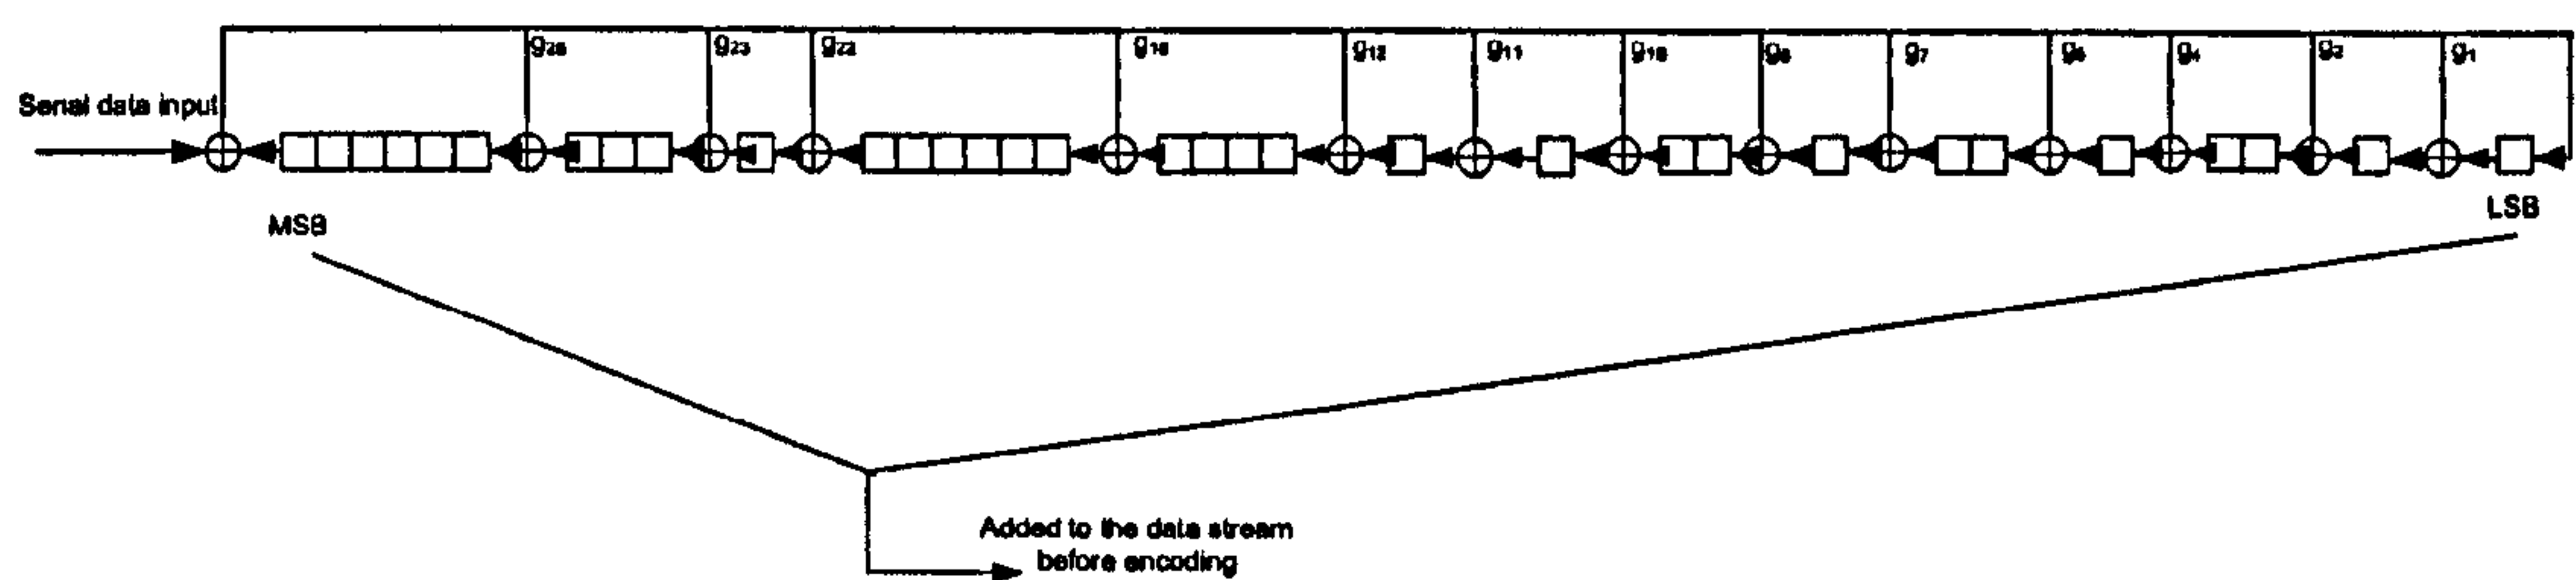 g₂₆ g₂₃ g₂₂ g₁₆ g₁₂ g₁₁ g₁₀ g₈ g₇ g₅ g₄ g₂ g₁
Serial data input
MSB
LSB
Added to the data stream
before encoding